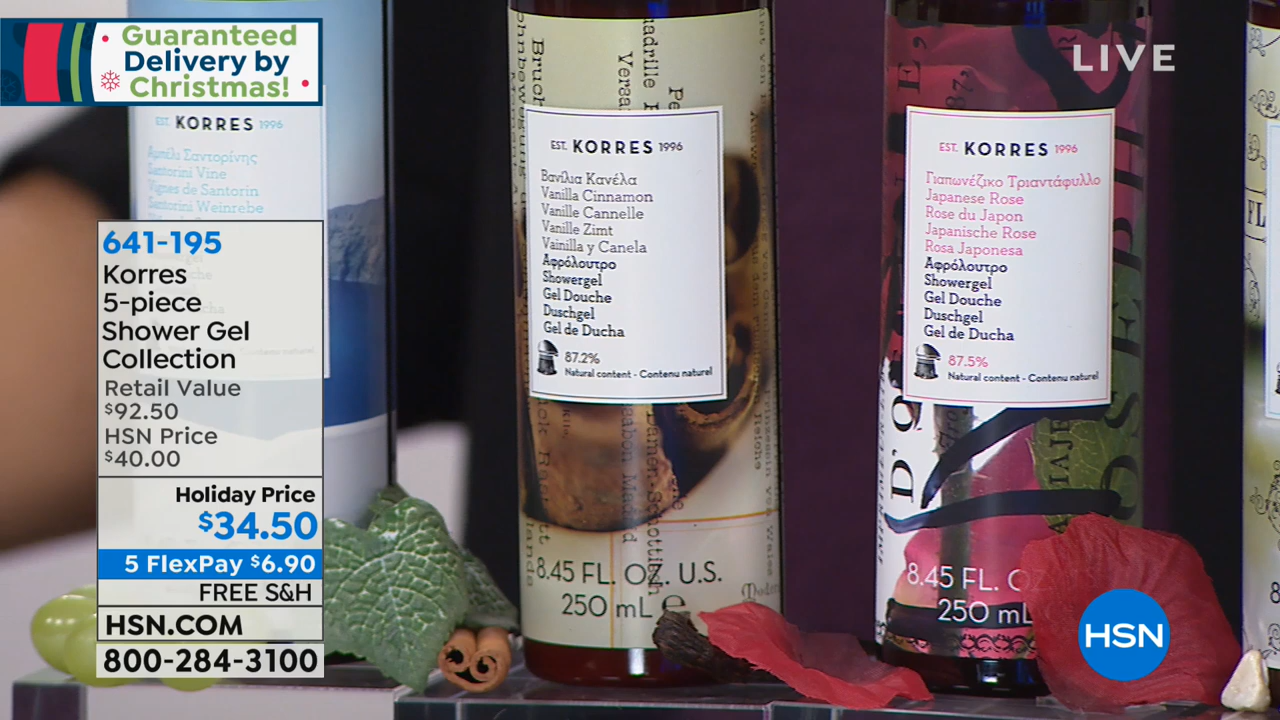 Guaranteed
Delivery by
Christmas!
LIVE
EST. KORRES 1996
Αμπέλι Σαντορίνης
Santorini Vine
Vignes de Santorin
Santorini Weinrebe
641-195
Korres
5-piece
Shower Gel
Collection
Retail Value
$92.50
HSN Price
$40.00
Holiday Price
$34.50
5 FlexPay $6.90
FREE S&H
HSN.COM
800-284-3100
EST. KORRES 1996
Βανίλια Κανέλα
Vanilla Cinnamon
Vanille Cannelle
Vanille Zimt
Vainilla y Canela
Αφρόλουτρο
Showergel
Gel Douche
Duschgel
Gel de Ducha
87.2%
Natural content - Contenu naturel
8.45 FL. OZ. U.S.
250 mL ℮
EST. KORRES 1996
Γιαπωνέζικο Τριαντάφυλλο
Japanese Rose
Rose du Japon
Japanische Rose
Rosa Japonesa
Αφρόλουτρο
Showergel
Gel Douche
Duschgel
Gel de Ducha
87.5%
Natural content - Contenu naturel
8.45 FL.
250 mL
HSN